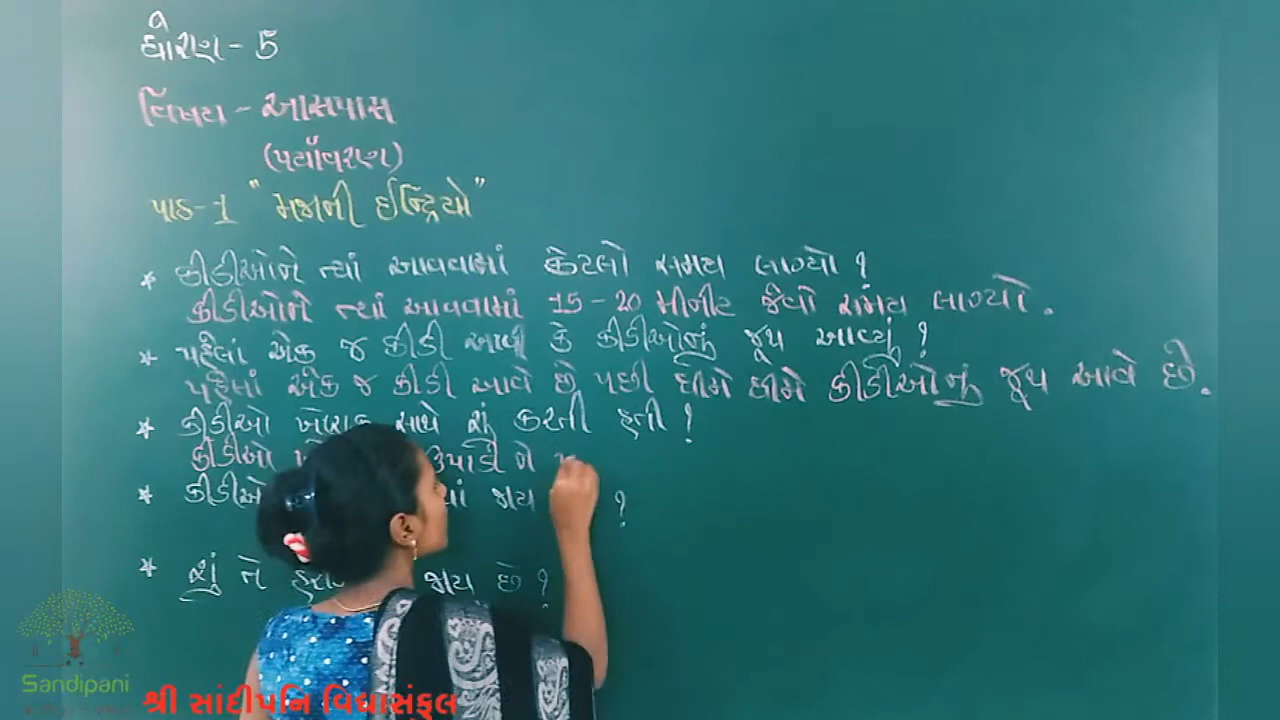 ધોરણ - 5
વિષય - આસપાસ
(પર્યાવરણ)
પાઠ-1 "મજાની ઈન્દ્રિયો"
* કીડીઓને ત્યાં આવવામાં કેટલો સમય લાગ્યો ?
કીડીઓને ત્યાં આવવામાં 15 - 20 મીનીટ જેવો સમય લાગ્યો.
* પહેલાં એક જ કીડી આવી કે કીડીઓનું જૂથ આવ્યું ?
પહેલાં એક જ કીડી આવે છે પછી ધીમે ધીમે કીડીઓનું જૂથ આવે છે.
* કીડીઓ ખોરાક સાથે શું કરતી હતી ?
કીડીઓ ઉપાડી ને
* કીડીઓ જાય ?
* શું તે જાય છે ?
Sandipani
શ્રી સાંદીપનિ વિદ્યાસંકુલ